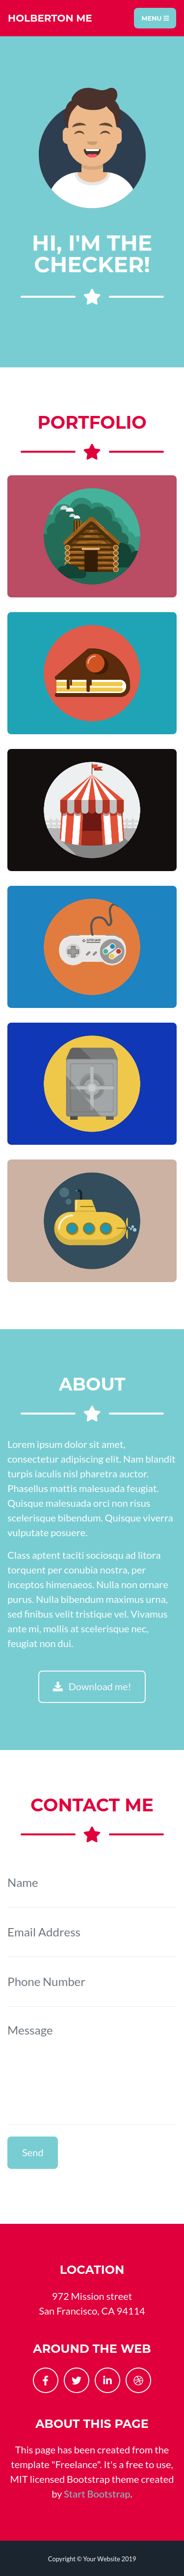 HOLBERTON ME
MENU
HI, I'M THE
CHECKER!
PORTFOLIO
ABOUT
Lorem ipsum dolor sit amet,
consectetur adipiscing elit. Nam blandit
turpis iaculis nisl pharetra auctor.
Phasellus mattis malesuada feugiat.
Quisque malesuada orci non risus
scelerisque bibendum. Quisque viverra
vulputate posuere.
Class aptent taciti sociosqu ad litora
torquent per conubia nostra, per
inceptos himenaeos. Nulla non ornare
purus. Nulla bibendum maximus urna,
sed finibus velit tristique vel. Vivamus
ante mi, mollis at scelerisque nec,
feugiat non dui.
Download me!
CONTACT ME
Name
Email Address
Phone Number
Message
Send
LOCATION
972 Mission street
San Francisco, CA 94114
AROUND THE WEB
ABOUT THIS PAGE
This page has been created from the
template "Freelance". It's a free to use,
MIT licensed Bootstrap theme created
by Start Bootstrap.
Copyright © Your Website 2019